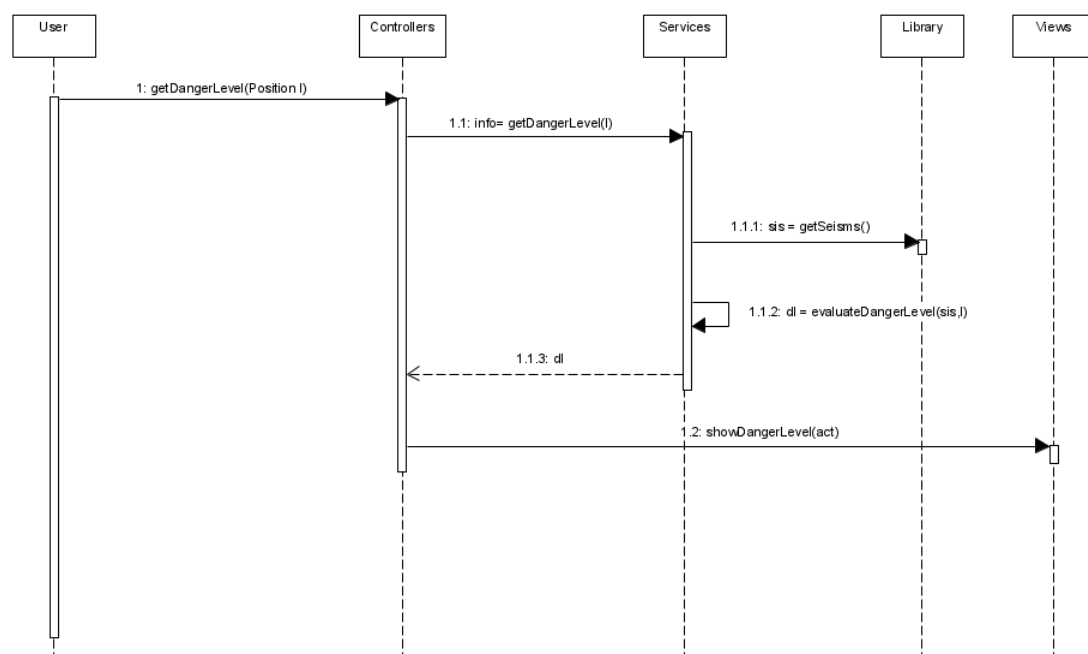 User
Controllers
Services
Library
Views
1: getDangerLevel(Position l)
1.1: info= getDangerLevel(l)
1.1.1: sis = getSeisms()
1.1.2: dl = evaluateDangerLevel(sis,l)
1.1.3: dl
1.2: showDangerLevel(act)